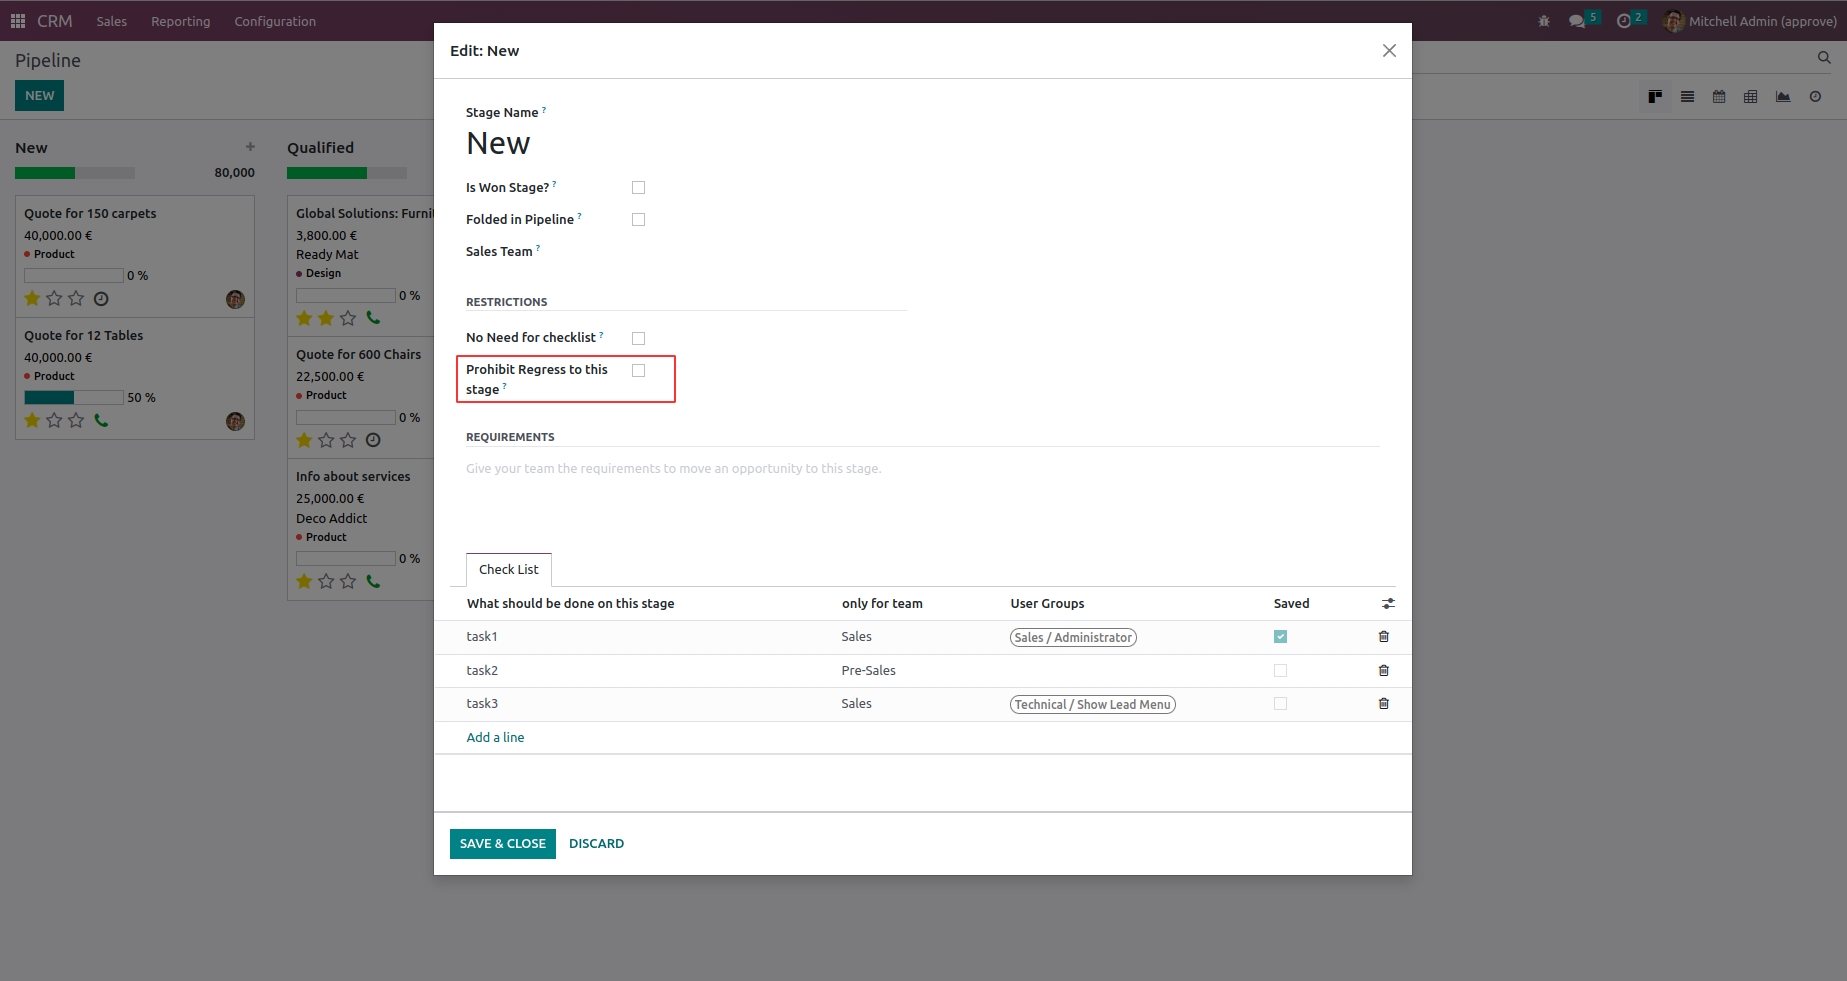 CRM Sales Reporting Configuration 5 2 Mitchell Admin (approve)
Pipeline
NEW
New
80,000
Quote for 150 carpets
40,000.00 €
Product
0 %
Quote for 12 Tables
40,000.00 €
Product
50 %
Qualified
Global Solutions: Furni
3,800.00 €
Ready Mat
Design
0 %
Quote for 600 Chairs
22,500.00 €
Product
0 %
Info about services
25,000.00 €
Deco Addict
Product
0 %
Edit: New
Stage Name ?
New
Is Won Stage? ?
Folded in Pipeline ?
Sales Team ?
RESTRICTIONS
No Need for checklist ?
Prohibit Regress to this
stage ?
REQUIREMENTS
Give your team the requirements to move an opportunity to this stage.
Check List
What should be done on this stage only for team User Groups Saved
task1 Sales Sales / Administrator
task2 Pre-Sales
task3 Sales Technical / Show Lead Menu
Add a line
SAVE & CLOSE DISCARD